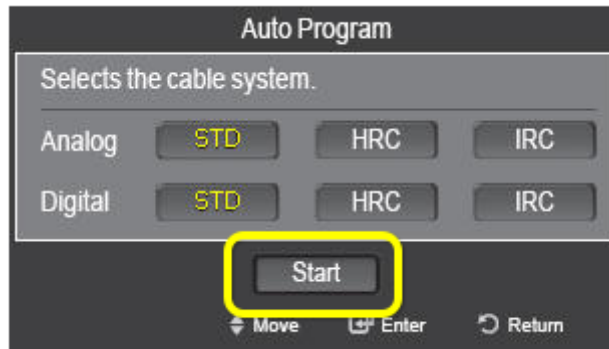 Auto Program
Selects the cable system.
Analog STD HRC IRC
Digital STD HRC IRC
Start
Move Enter Return